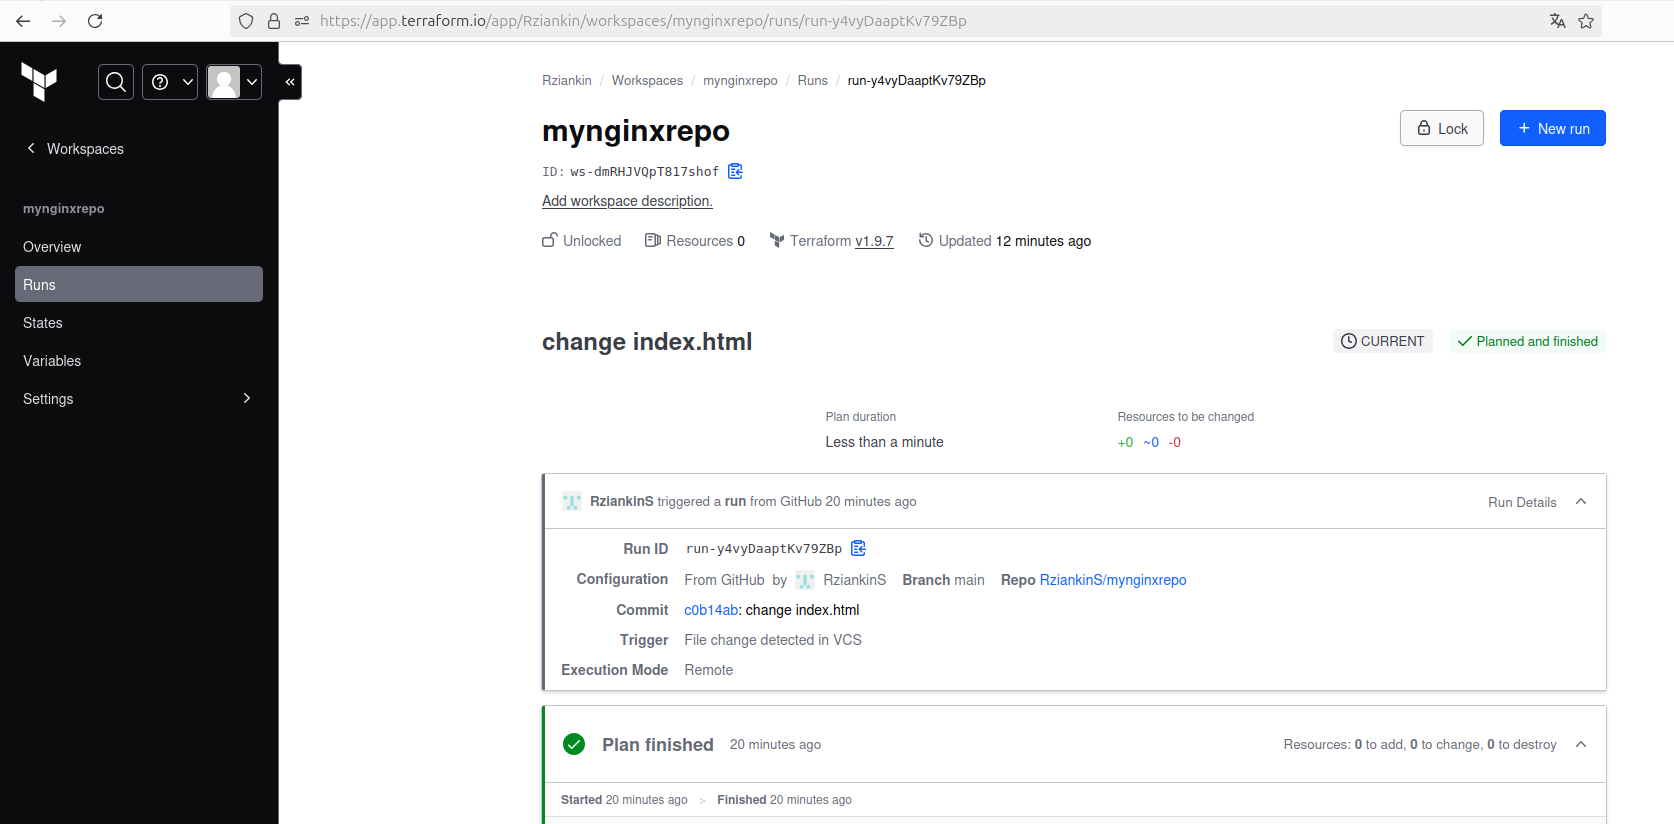 https://app.terraform.io/app/Rziankin/workspaces/mynginxrepo/runs/run-y4vyDaaptKv79ZBp
Workspaces
mynginxrepo
Overview
Runs
States
Variables
Settings
Rziankin / Workspaces / mynginxrepo / Runs / run-y4vyDaaptKv79ZBp
mynginxrepo
Lock
+ New run
ID: ws-dmRHJVQpT817shof
Add workspace description.
Unlocked Resources 0 Terraform v1.9.7 Updated 12 minutes ago
change index.html
CURRENT
Planned and finished
Plan duration
Less than a minute
Resources to be changed
+0 ~0 -0
RziankinS triggered a run from GitHub 20 minutes ago
Run Details
Run ID run-y4vyDaaptKv79ZBp
Configuration From GitHub by RziankinS Branch main Repo RziankinS/mynginxrepo
Commit c0b14ab: change index.html
Trigger File change detected in VCS
Execution Mode Remote
Plan finished 20 minutes ago
Resources: 0 to add, 0 to change, 0 to destroy
Started 20 minutes ago > Finished 20 minutes ago